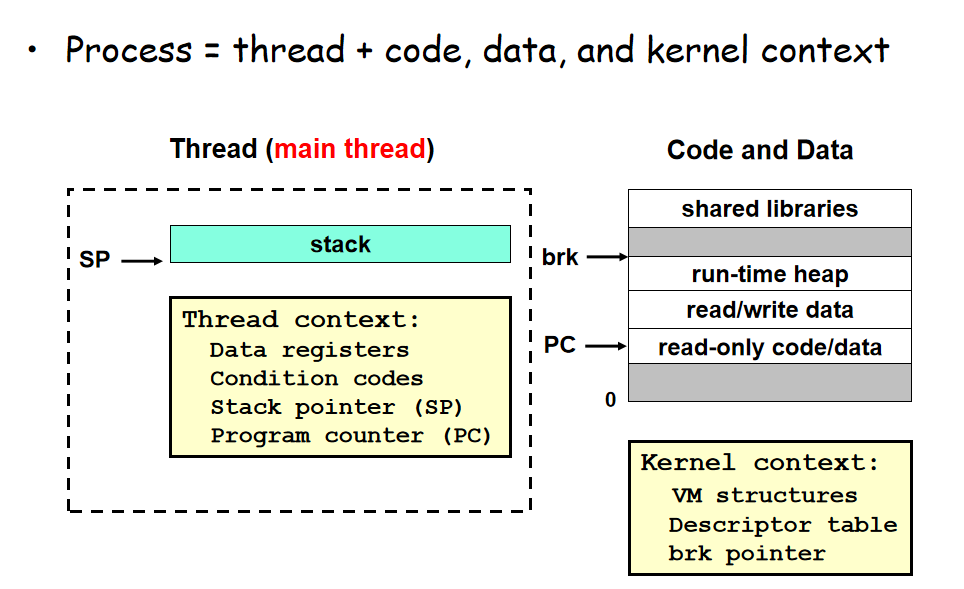 • Process = thread + code, data, and kernel context
Thread (main thread)
SP
stack
Thread context:
Data registers
Condition codes
Stack pointer (SP)
Program counter (PC)
Code and Data
shared libraries
brk
run-time heap
read/write data
PC
read-only code/data
0
Kernel context:
VM structures
Descriptor table
brk pointer